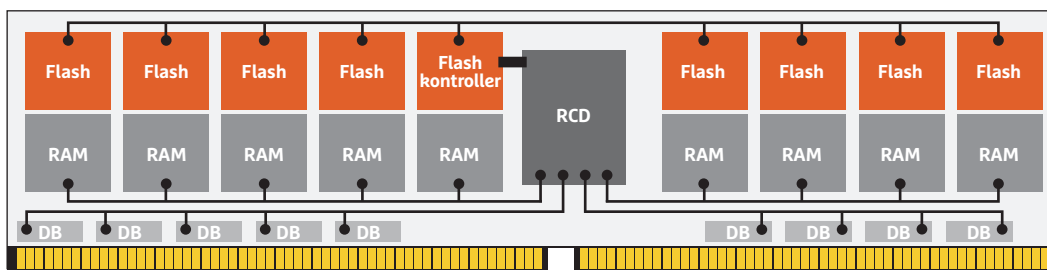 Flash Flash Flash Flash Flash kontroller RCD Flash Flash Flash Flash
RAM RAM RAM RAM RAM RAM RAM RAM RAM
DB DB DB DB DB DB DB DB DB